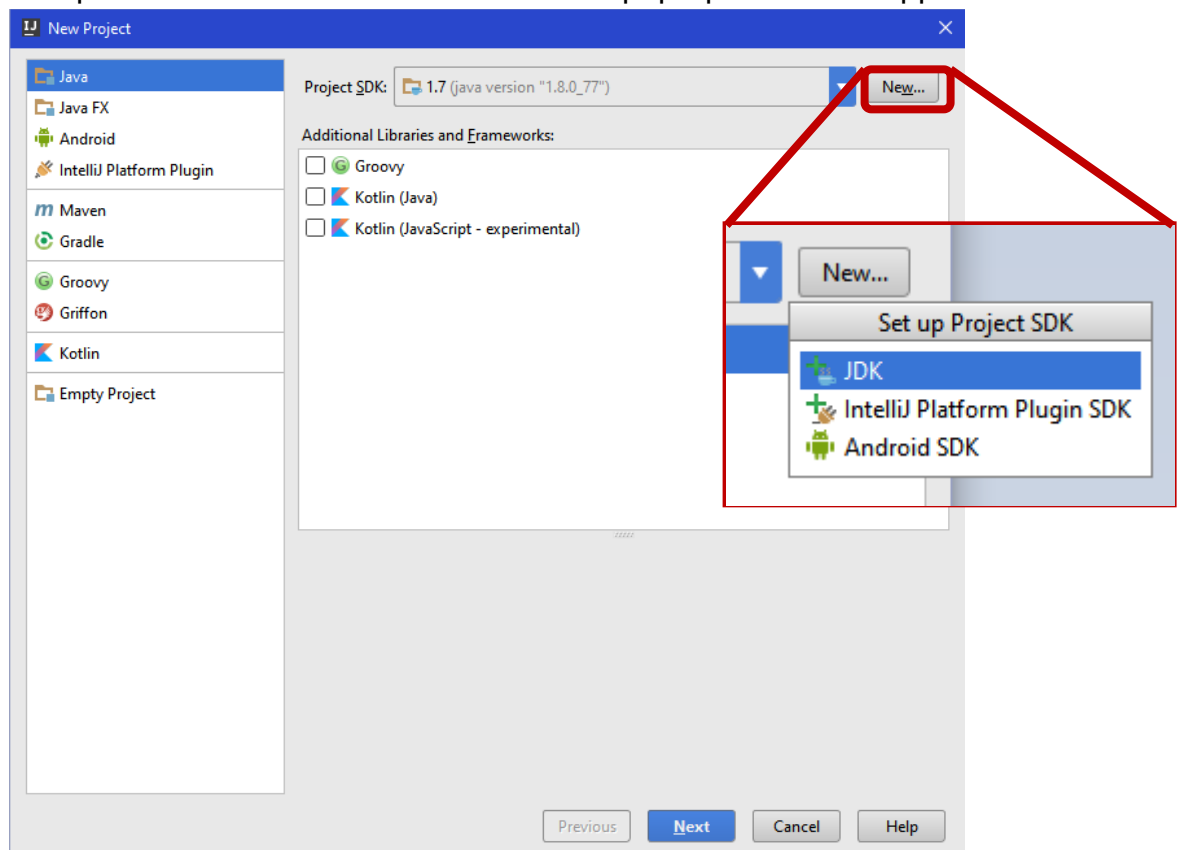 New Project
Java
Java FX
Android
IntelliJ Platform Plugin
m Maven
Gradle
G Groovy
Griffon
Kotlin
Empty Project
Project SDK: 1.7 (java version "1.8.0_77")
New...
Additional Libraries and Frameworks:
G Groovy
Kotlin (Java)
Kotlin (JavaScript - experimental)
New...
Set up Project SDK
JDK
IntelliJ Platform Plugin SDK
Android SDK
Previous
Next
Cancel
Help